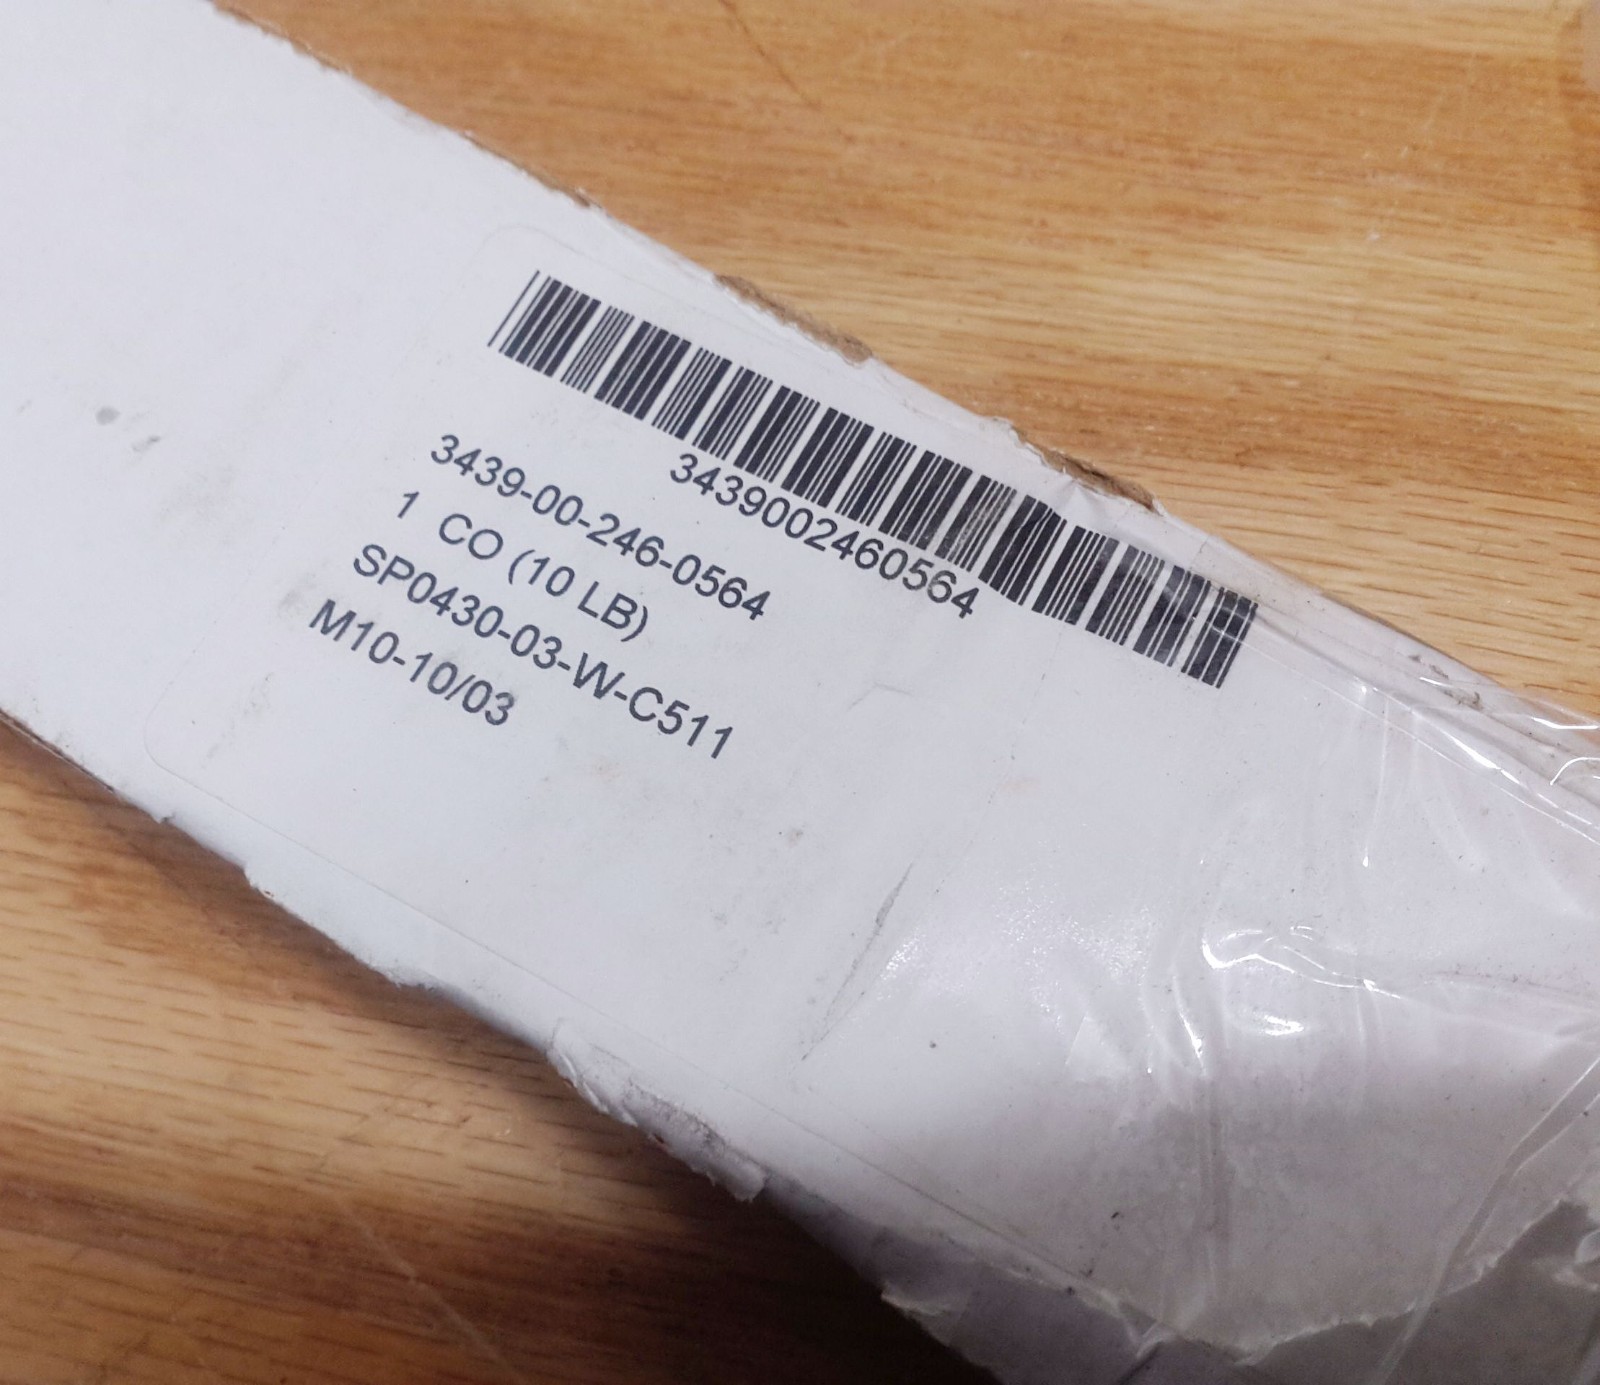 3439002460564
3439-00-246-0564
1 CO (10 LB)
SP0430-03-W-C511
M10-10/03